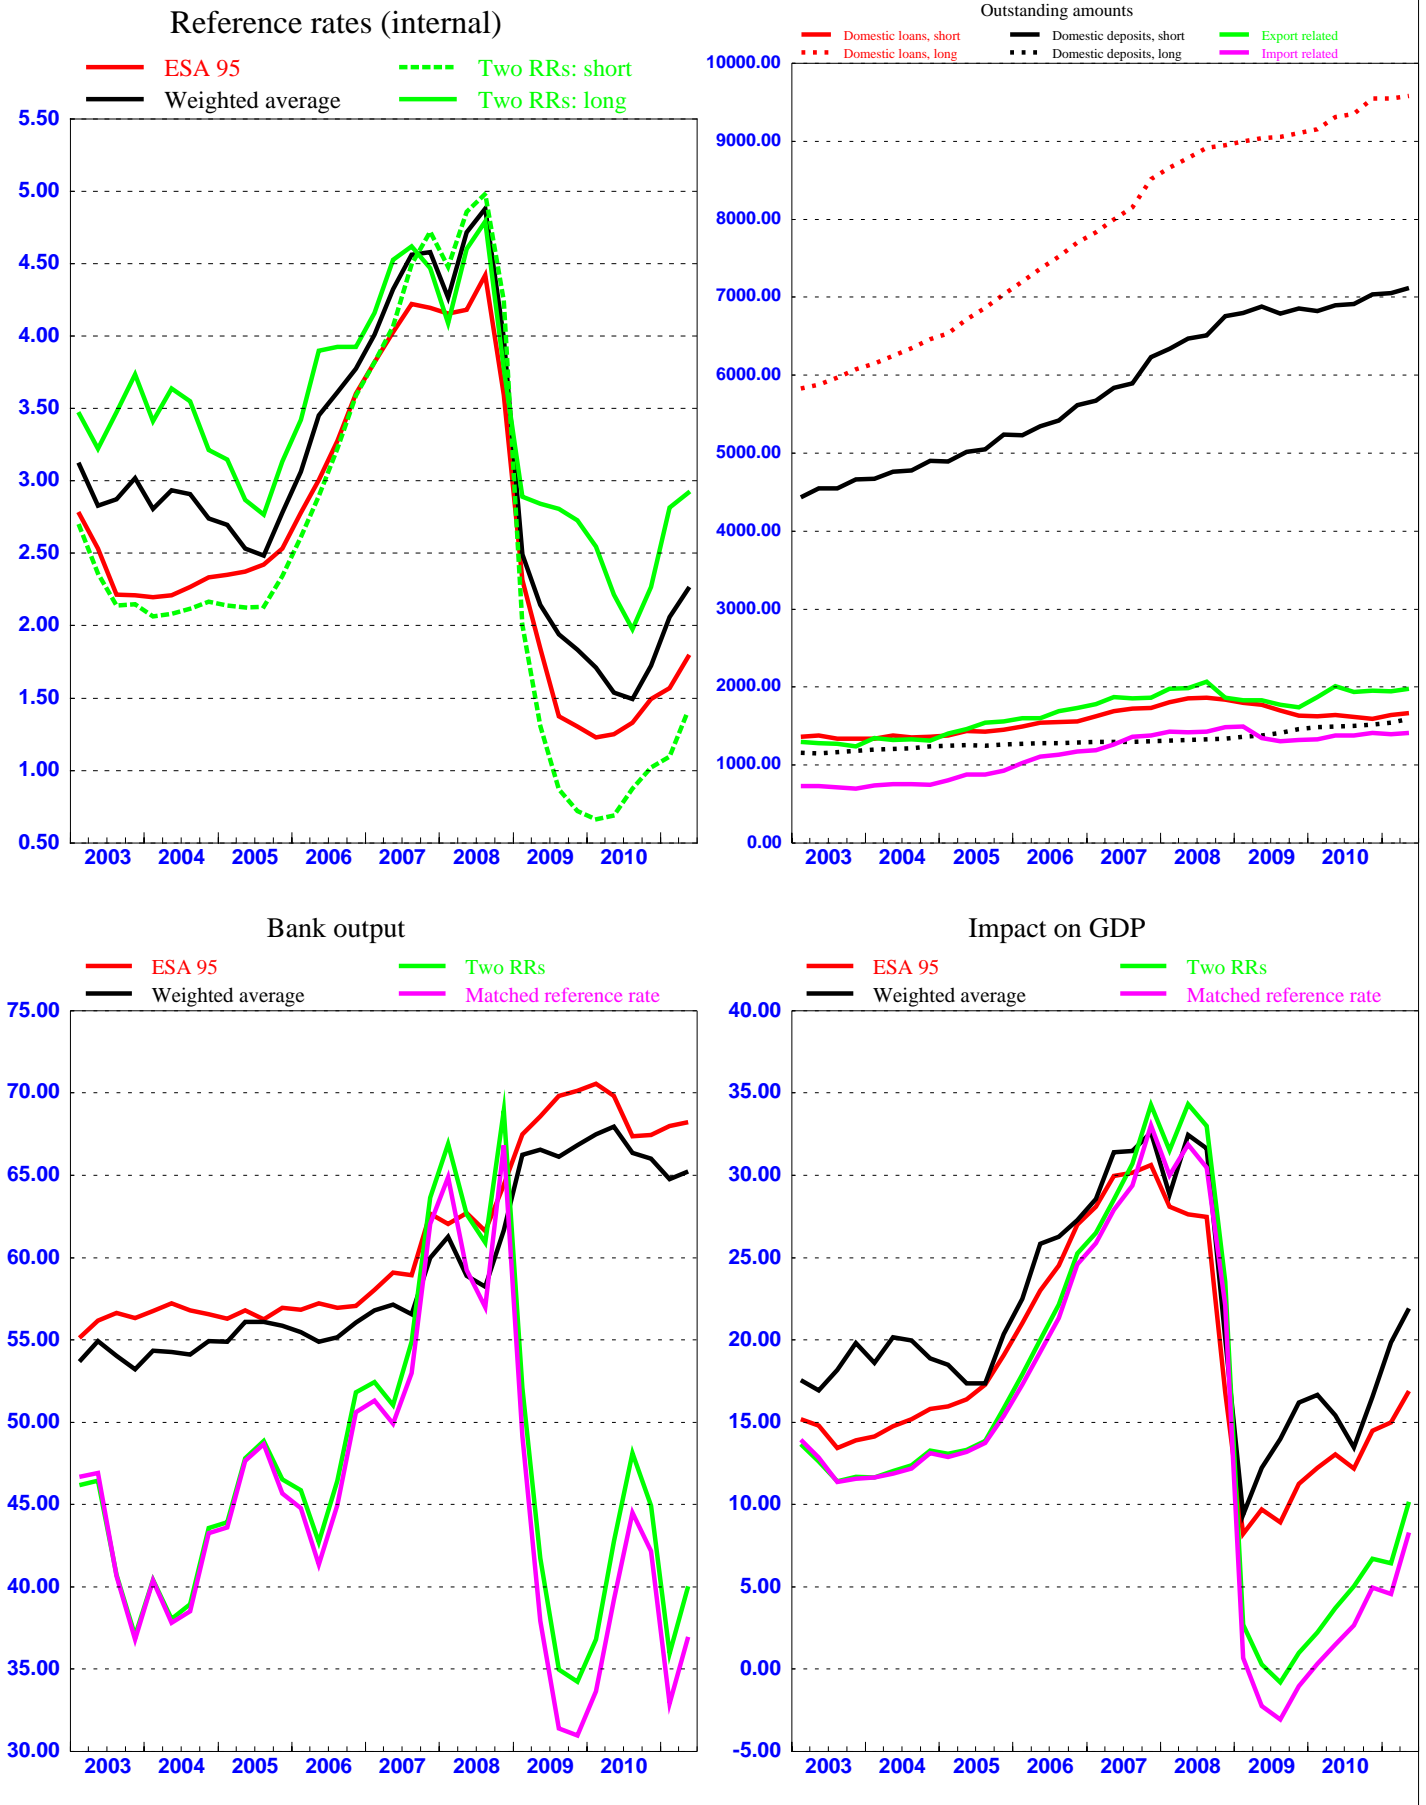 Reference rates (internal)
ESA 95
Two RRs: short
Weighted average
Two RRs: long
5.50
5.00
4.50
4.00
3.50
3.00
2.50
2.00
1.50
1.00
0.50
2003 2004 2005 2006 2007 2008 2009 2010
Outstanding amounts
Domestic loans, short
Domestic deposits, short
Export related
Domestic loans, long
Domestic deposits, long
Import related
10000.00
9000.00
8000.00
7000.00
6000.00
5000.00
4000.00
3000.00
2000.00
1000.00
0.00
2003 2004 2005 2006 2007 2008 2009 2010
Bank output
ESA 95
Two RRs
Weighted average
Matched reference rate
75.00
70.00
65.00
60.00
55.00
50.00
45.00
40.00
35.00
30.00
2003 2004 2005 2006 2007 2008 2009 2010
Impact on GDP
ESA 95
Two RRs
Weighted average
Matched reference rate
40.00
35.00
30.00
25.00
20.00
15.00
10.00
5.00
0.00
-5.00
2003 2004 2005 2006 2007 2008 2009 2010